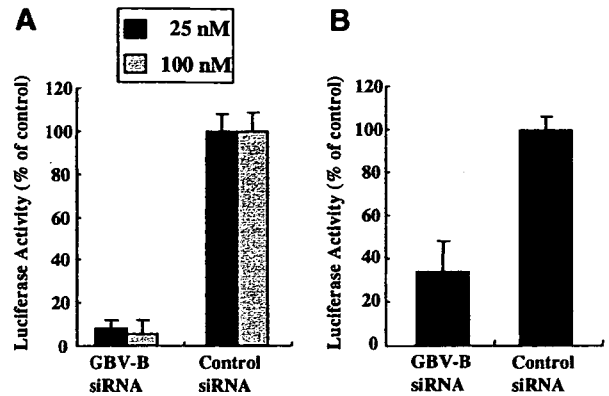 A
25 nM
100 nM
B
Luciferase Activity (% of control)
120
100
80
60
40
20
0
GBV-B
siRNA
Control
siRNA
Luciferase Activity (% of control)
120
100
80
60
40
20
0
GBV-B
siRNA
Control
siRNA